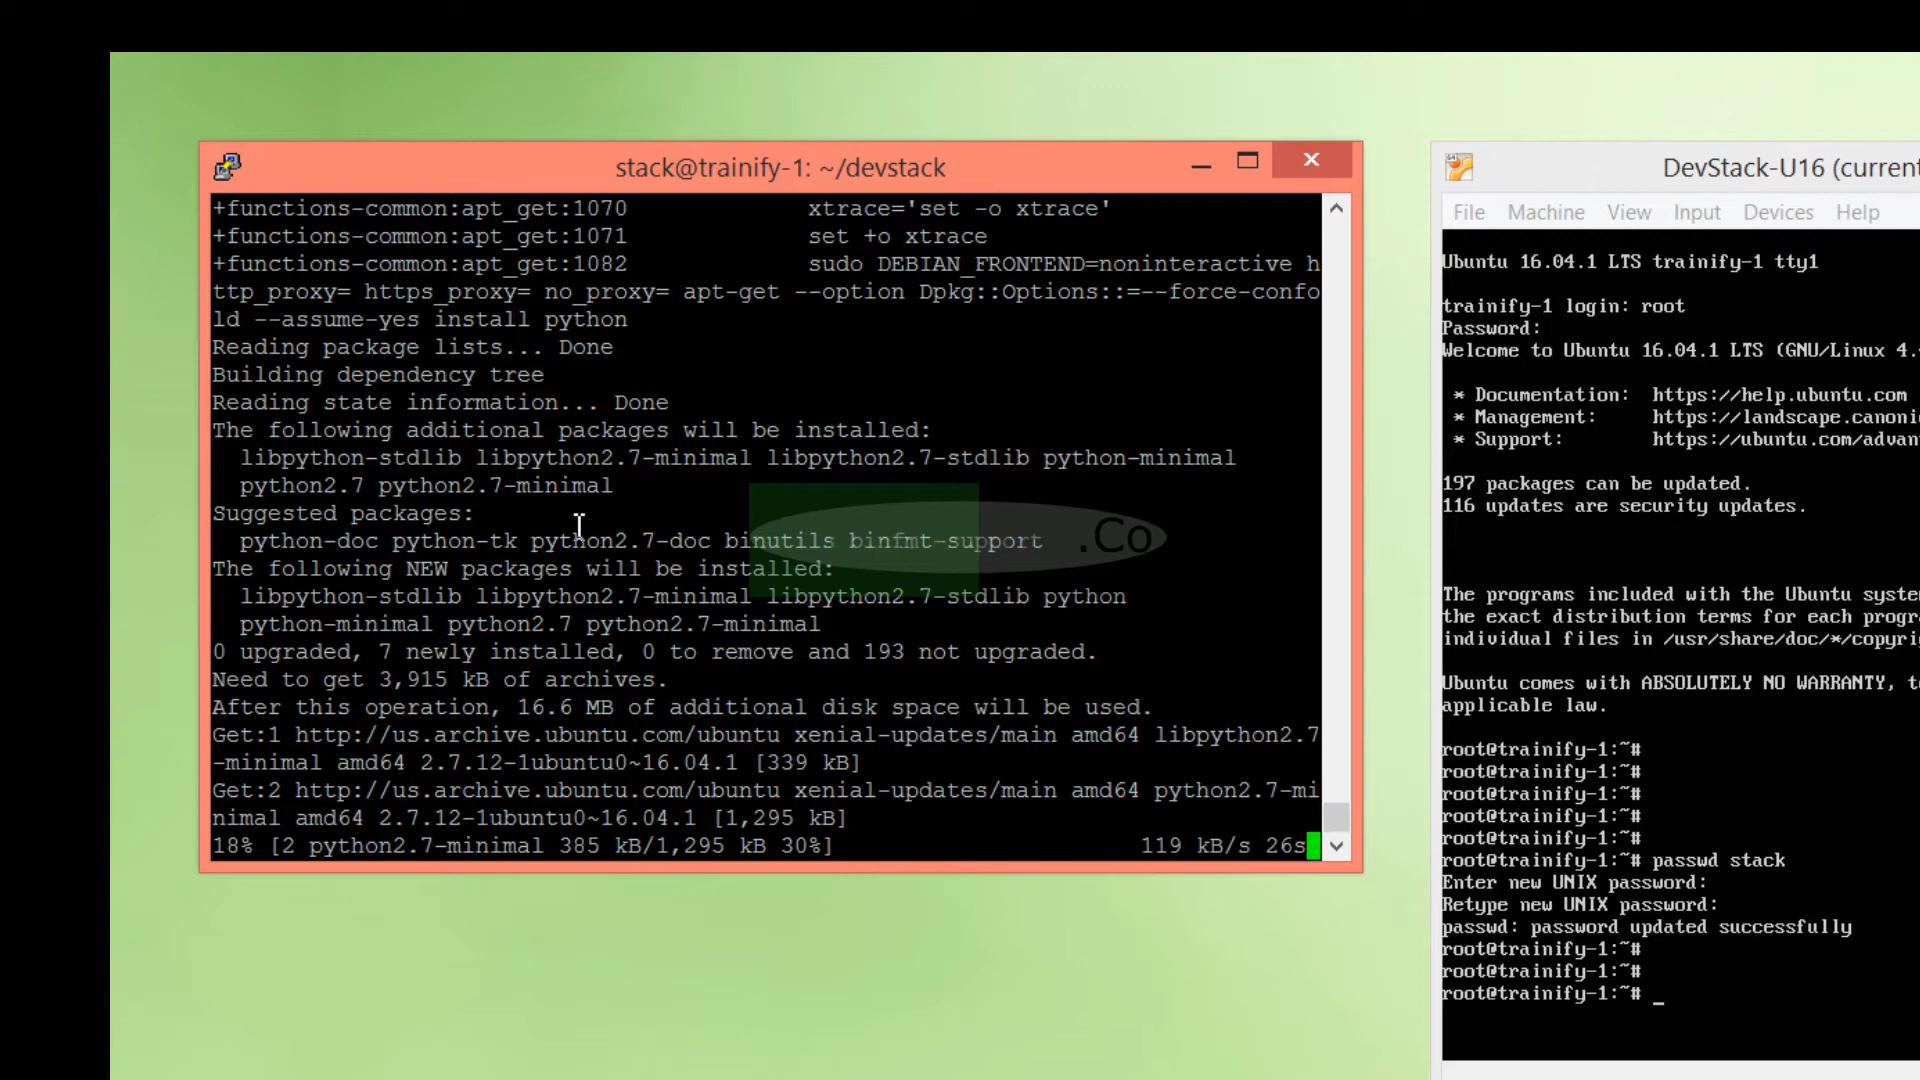 stack@trainify-1: ~/devstack
+functions-common:apt_get:1070 xtrace='set -o xtrace'
+functions-common:apt_get:1071 set +o xtrace
+functions-common:apt_get:1082 sudo DEBIAN_FRONTEND=noninteractive h
ttp_proxy= https_proxy= no_proxy= apt-get --option Dpkg::Options::=--force-confo
ld --assume-yes install python
Reading package lists... Done
Building dependency tree
Reading state information... Done
The following additional packages will be installed:
libpython-stdlib libpython2.7-minimal libpython2.7-stdlib python-minimal
python2.7 python2.7-minimal
Suggested packages:
python-doc python-tk python2.7-doc binutils binfmt-support
The following NEW packages will be installed:
libpython-stdlib libpython2.7-minimal libpython2.7-stdlib python
python-minimal python2.7 python2.7-minimal
0 upgraded, 7 newly installed, 0 to remove and 193 not upgraded.
Need to get 3,915 kB of archives.
After this operation, 16.6 MB of additional disk space will be used.
Get:1 http://us.archive.ubuntu.com/ubuntu xenial-updates/main amd64 libpython2.7
-minimal amd64 2.7.12-1ubuntu0~16.04.1 [339 kB]
Get:2 http://us.archive.ubuntu.com/ubuntu xenial-updates/main amd64 python2.7-mi
nimal amd64 2.7.12-1ubuntu0~16.04.1 [1,295 kB]
18% [2 python2.7-minimal 385 kB/1,295 kB 30%] 119 kB/s 26s
.Co
DevStack-U16 (current
File Machine View Input Devices Help
Ubuntu 16.04.1 LTS trainify-1 tty1
trainify-1 login: root
Password:
Welcome to Ubuntu 16.04.1 LTS (GNU/Linux 4.
* Documentation: https://help.ubuntu.com
* Management: https://landscape.canoni
* Support: https://ubuntu.com/advan
197 packages can be updated.
116 updates are security updates.
The programs included with the Ubuntu syste
the exact distribution terms for each progr
individual files in /usr/share/doc/*/copyri
Ubuntu comes with ABSOLUTELY NO WARRANTY, t
applicable law.
root@trainify-1:~#
root@trainify-1:~#
root@trainify-1:~#
root@trainify-1:~#
root@trainify-1:~#
root@trainify-1:~# passwd stack
Enter new UNIX password:
Retype new UNIX password:
passwd: password updated successfully
root@trainify-1:~#
root@trainify-1:~#
root@trainify-1:~# _